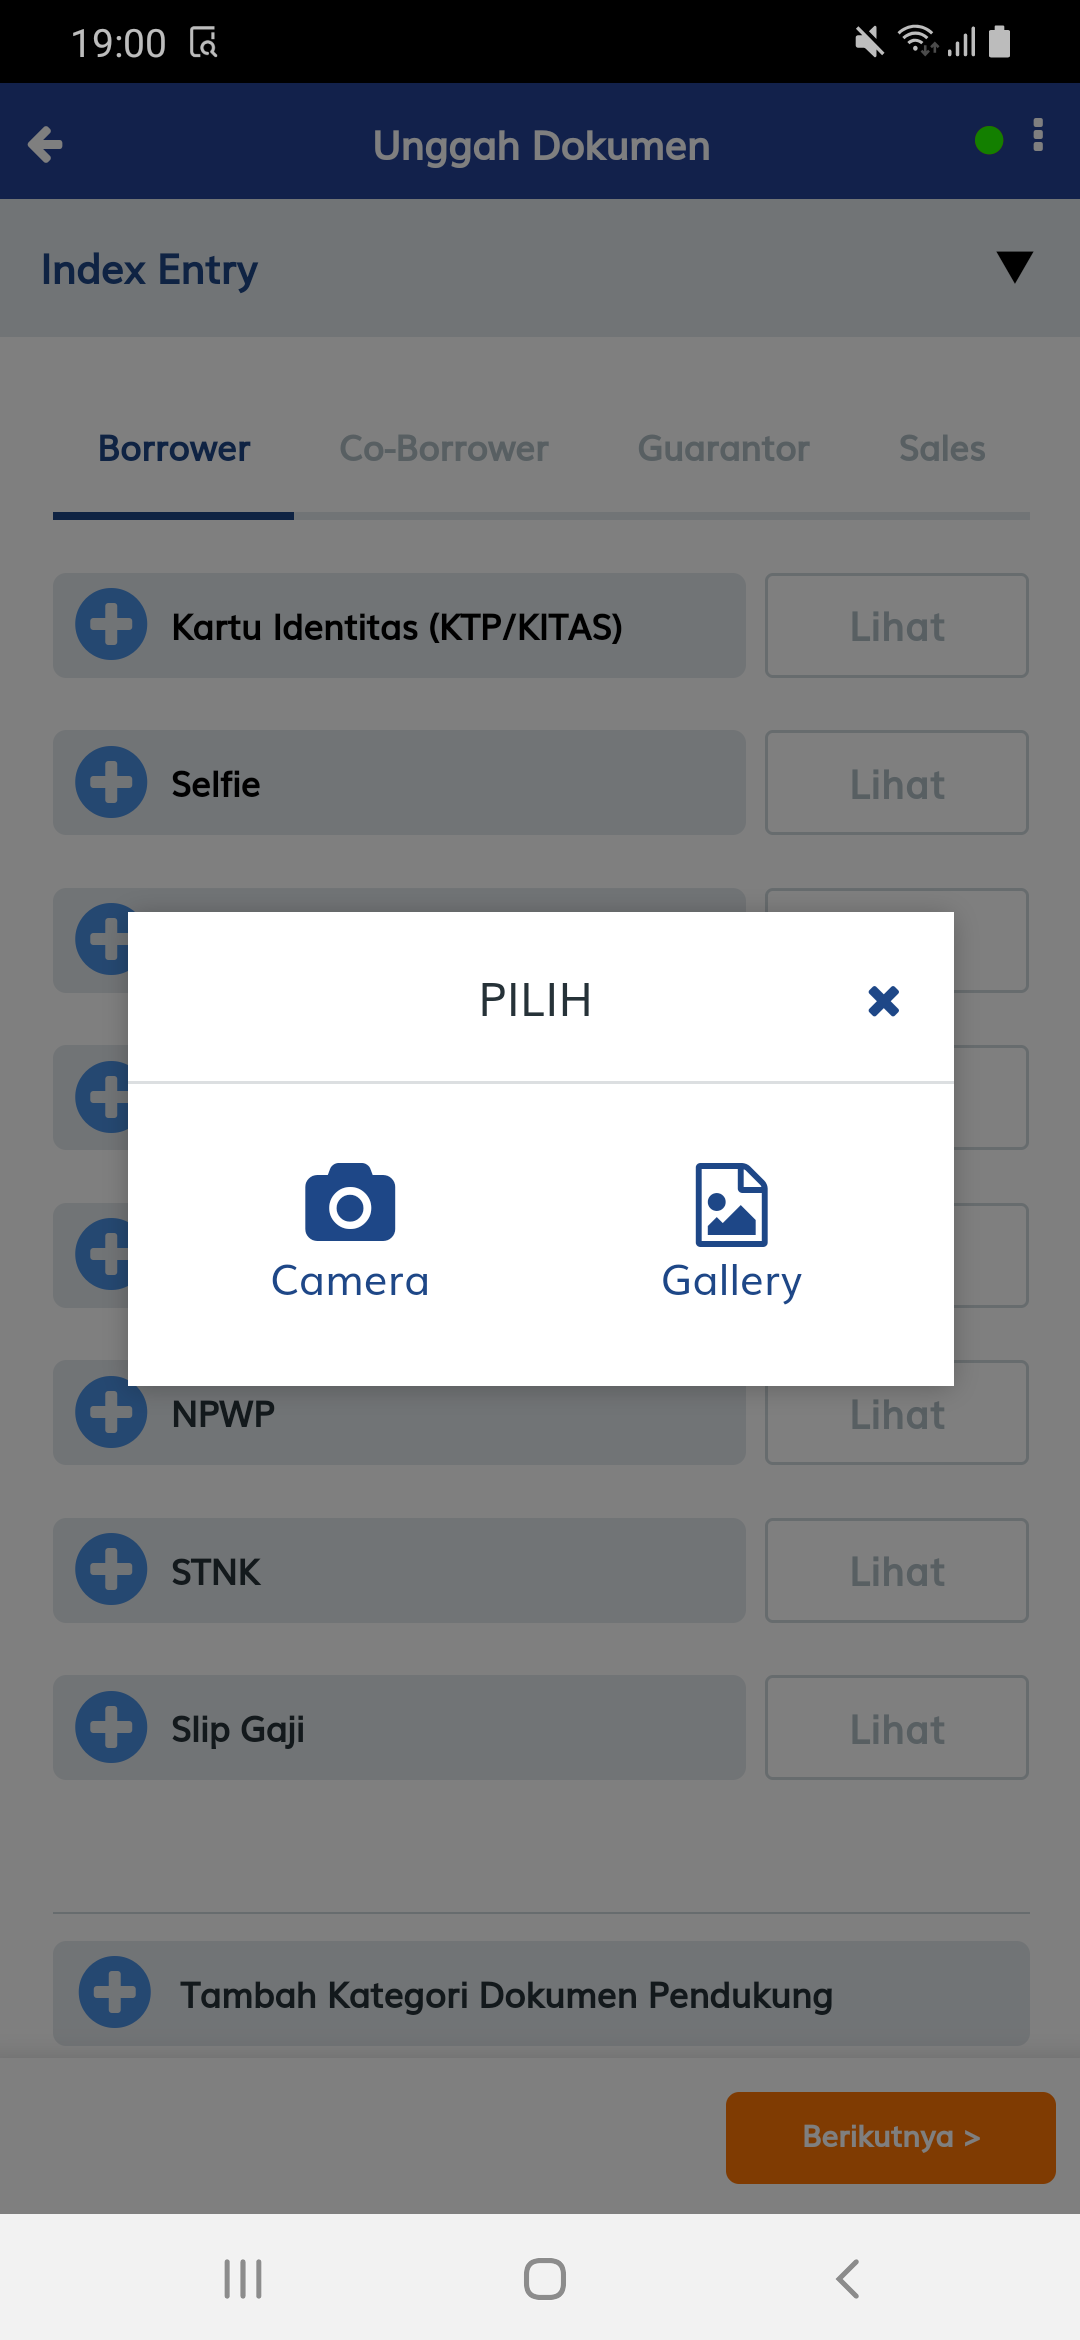 19:00
Unggah Dokumen
Index Entry
Borrower Co-Borrower Guarantor Sales
Kartu Identitas (KTP/KITAS) Lihat
Selfie Lihat
PILIH
Camera Gallery
NPWP Lihat
STNK Lihat
Slip Gaji Lihat
Tambah Kategori Dokumen Pendukung
Berikutnya >